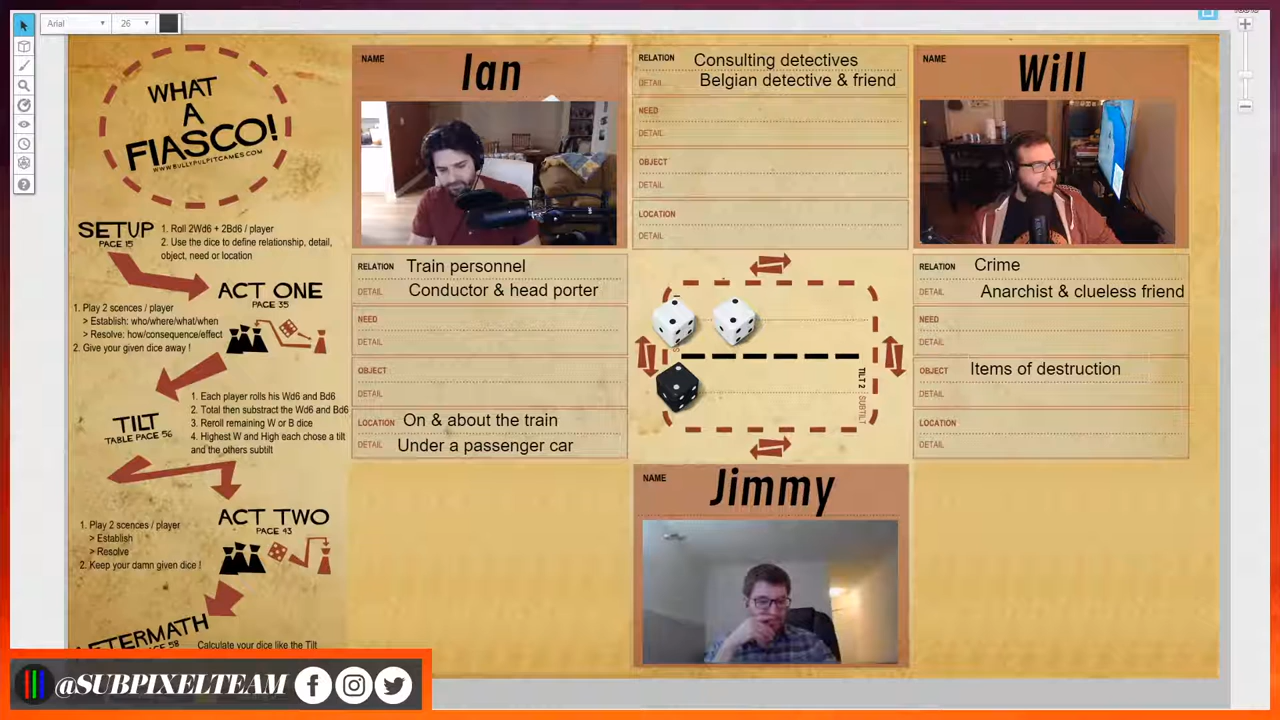 Arial
26
WHAT
A
FIASCO!
WWW.BULLYPULPITGAMES.COM
SETUP
PAGE 15
1. Roll 2Wd6 + 2Bd6 / player
2. Use the dice to define relationship, detail,
object, need or location
ACT ONE
PAGE 35
1. Play 2 scences / player
> Establish: who/where/what/when
> Resolve: how/consequence/effect
2. Give your given dice away !
TILT
TABLE PAGE 56
1. Each player rolls his Wd6 and Bd6
2. Total then substract the Wd6 and Bd6
3. Reroll remaining W or B dice
4. Highest W and High each chose a tilt
and the others subtilt
ACT TWO
PAGE 43
1. Play 2 scences / player
> Establish
> Resolve
2. Keep your damn given dice !
AFTERMATH
Calculate your dice like the Tilt
NAME
Ian
RELATION Consulting detectives
DETAIL Belgian detective & friend
NEED
DETAIL
OBJECT
DETAIL
LOCATION
DETAIL
NAME
Will
RELATION Train personnel
DETAIL Conductor & head porter
NEED
DETAIL
OBJECT
DETAIL
LOCATION On & about the train
DETAIL Under a passenger car
TILT 2
SUBTILT
RELATION Crime
DETAIL Anarchist & clueless friend
NEED
DETAIL
OBJECT Items of destruction
DETAIL
LOCATION
DETAIL
NAME
Jimmy
@SUBPIXELTEAM